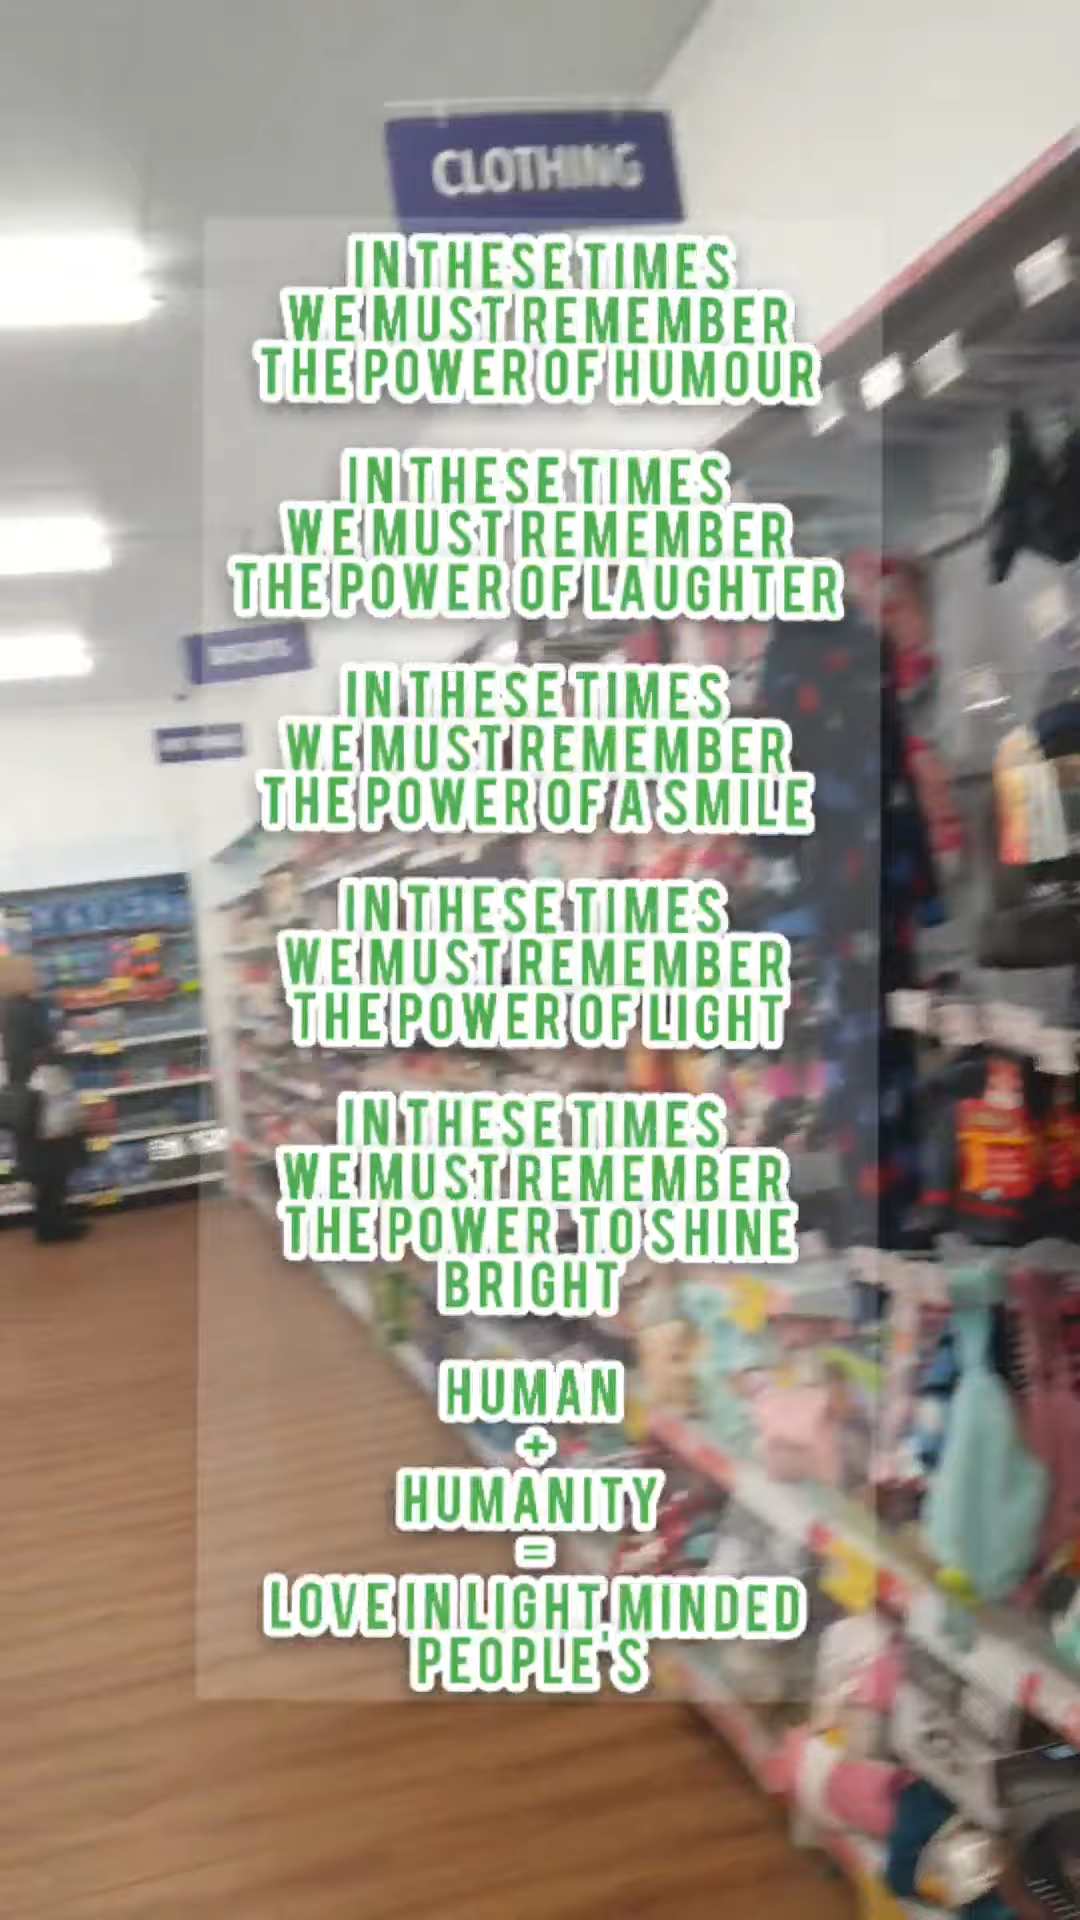 CLOTHING
IN THESE TIMES
WE MUST REMEMBER
THE POWER OF HUMOUR
IN THESE TIMES
WE MUST REMEMBER
THE POWER OF LAUGHTER
IN THESE TIMES
WE MUST REMEMBER
THE POWER OF A SMILE
IN THESE TIMES
WE MUST REMEMBER
THE POWER OF LIGHT
IN THESE TIMES
WE MUST REMEMBER
THE POWER TO SHINE
BRIGHT
HUMAN
+
HUMANITY
=
LOVE IN LIGHT MINDED
PEOPLE'S